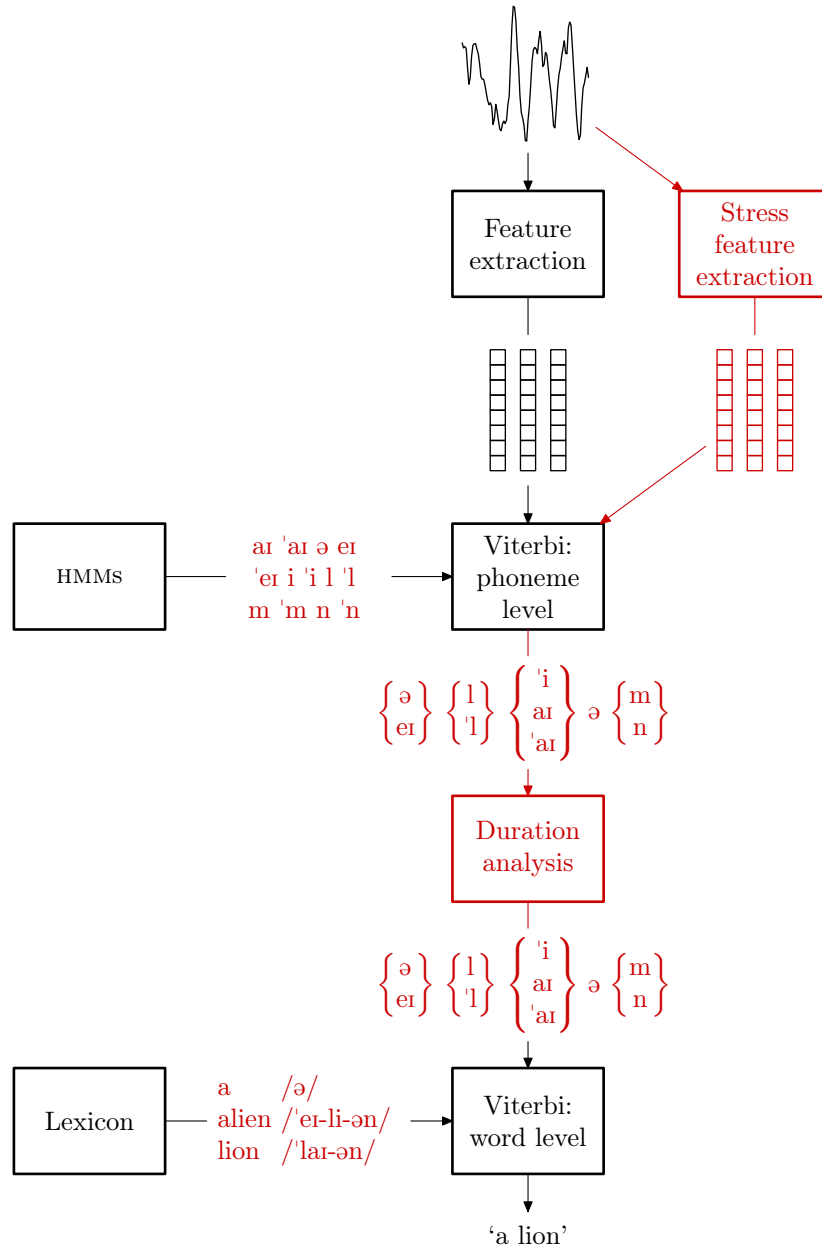 Feature
extraction
Stress
feature
extraction
HMMs
aɪ ˈaɪ ə eɪ
ˈeɪ i ˈi l ˈl
m ˈm n ˈn
Viterbi:
phoneme
level
{ə eɪ} {l ˈl} {ˈi aɪ ˈaɪ} ə {m n}
Duration
analysis
{ə eɪ} {l ˈl} {ˈi aɪ ˈaɪ} ə {m n}
Lexicon
a /ə/
alien /ˈeɪ-li-ən/
lion /ˈlaɪ-ən/
Viterbi:
word level
‘a lion’